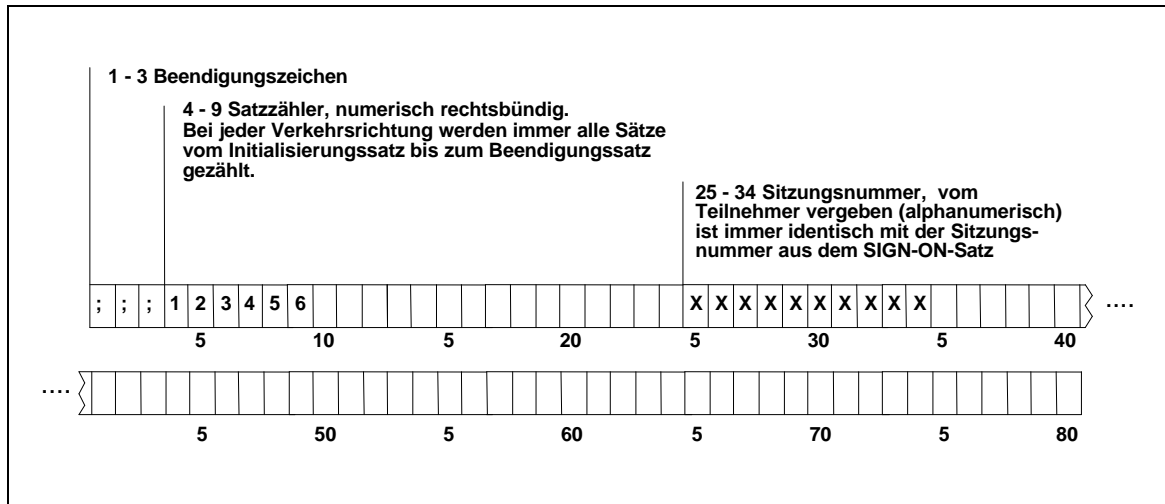 1 - 3 Beendigungszeichen
4 - 9 Satzzähler, numerisch rechtsbündig.
Bei jeder Verkehrsrichtung werden immer alle Sätze
vom Initialisierungssatz bis zum Beendigungssatz
gezählt.
25 - 34 Sitzungsnummer, vom
Teilnehmer vergeben (alphanumerisch)
ist immer identisch mit der Sitzungs-
nummer aus dem SIGN-ON-Satz
; ; ; 1 2 3 4 5 6 X X X X X X X X X X ....
5 10 5 20 5 30 5 40
....
5 50 5 60 5 70 5 80